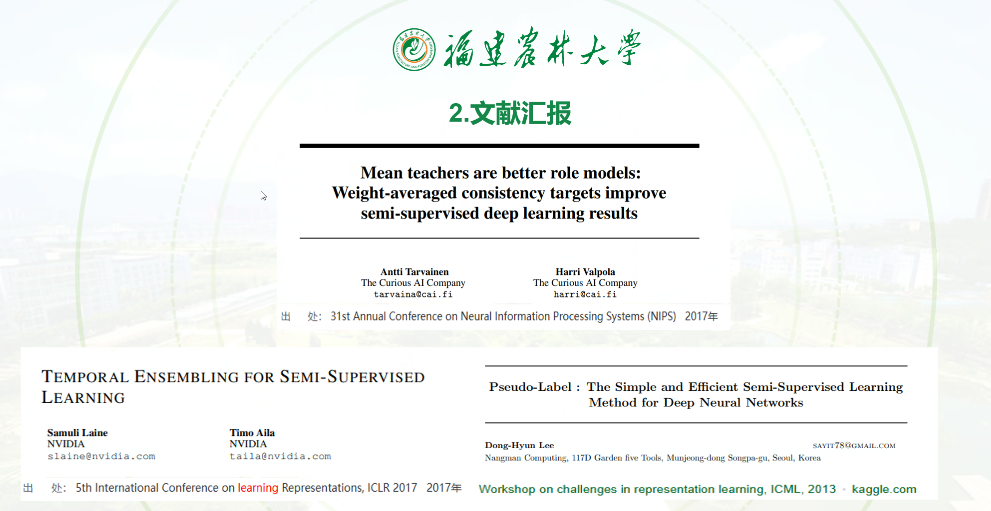 福建农林大学
2.文献汇报
Mean teachers are better role models:
Weight-averaged consistency targets improve
semi-supervised deep learning results
Antti Tarvainen
The Curious AI Company
tarvaina@cai.fi
Harri Valpola
The Curious AI Company
harri@cai.fi
出 处： 31st Annual Conference on Neural Information Processing Systems (NIPS) 2017年
TEMPORAL ENSEMBLING FOR SEMI-SUPERVISED
LEARNING
Samuli Laine
NVIDIA
slaine@nvidia.com
Timo Aila
NVIDIA
taila@nvidia.com
出 处： 5th International Conference on learning Representations, ICLR 2017 2017年
Pseudo-Label : The Simple and Efficient Semi-Supervised Learning
Method for Deep Neural Networks
Dong-Hyun Lee SAYIT78@GMAIL.COM
Nangman Computing, 117D Garden five Tools, Munjeong-dong Songpa-gu, Seoul, Korea
Workshop on challenges in representation learning, ICML, 2013 · kaggle.com